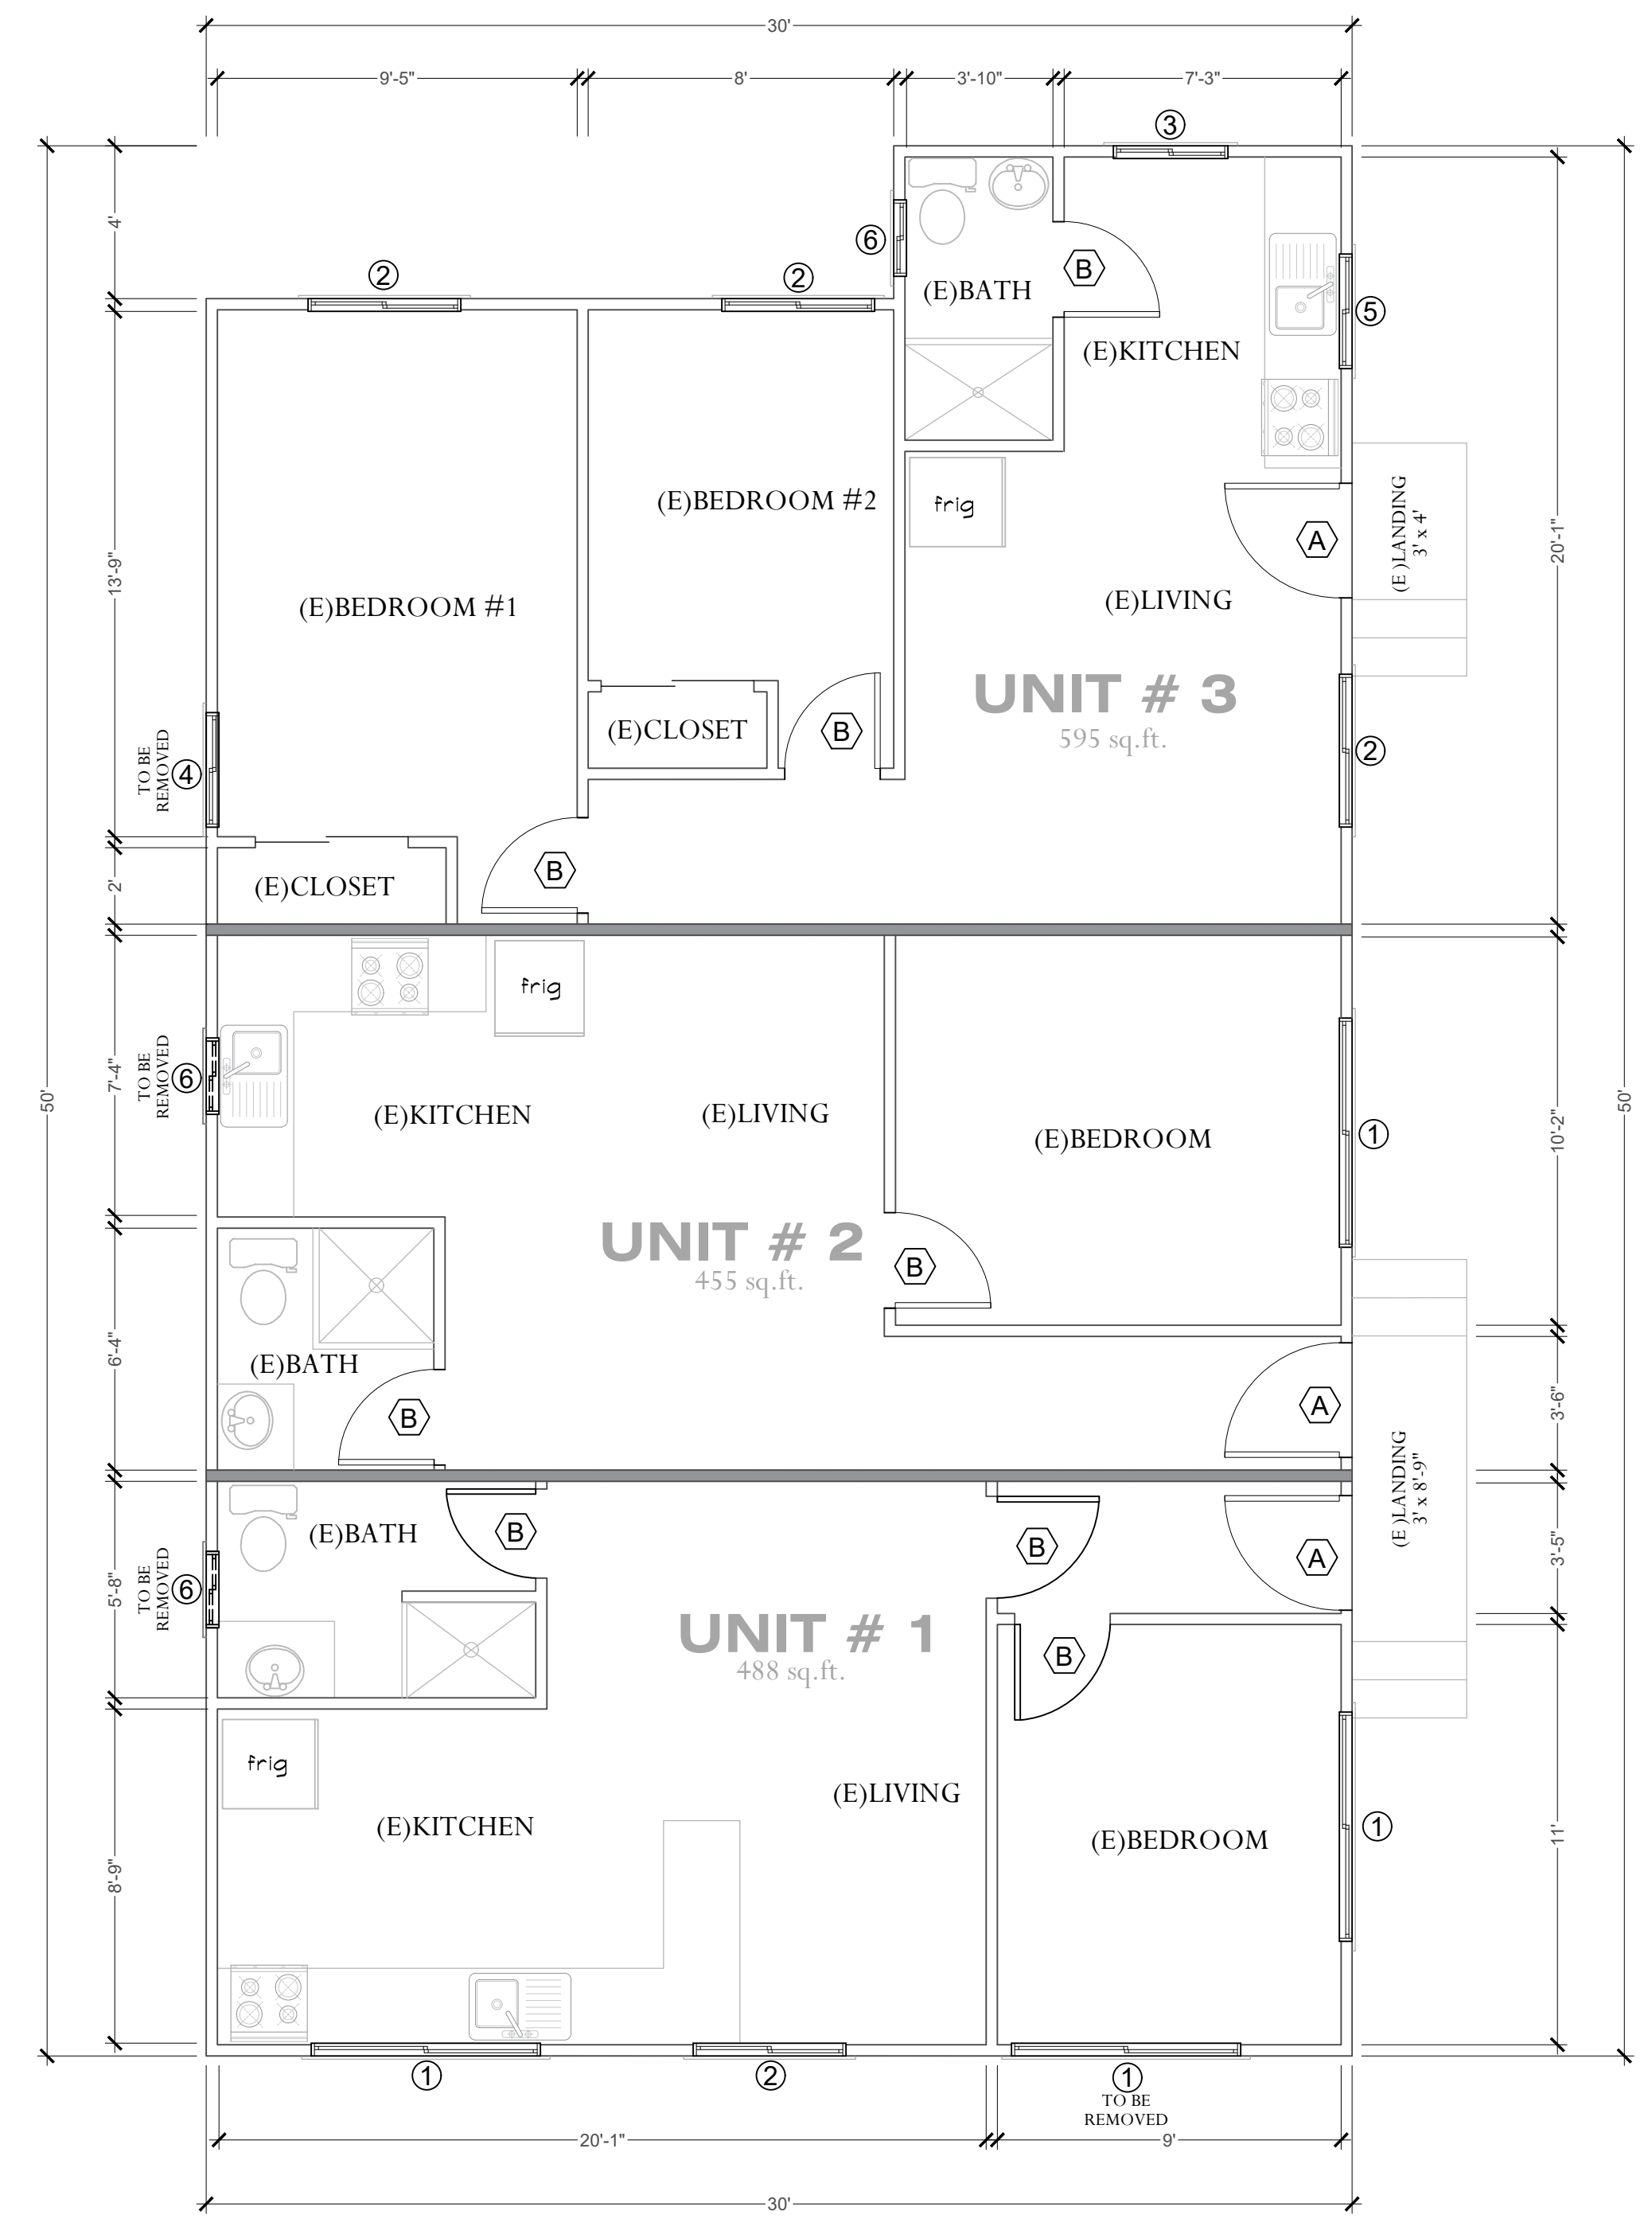 30'
9'-5"
8'
3'-10"
7'-3"
3
4'
6
B
2
2
(E)BATH
5
(E)KITCHEN
(E)BEDROOM #2
frig
A
(E )LANDING
3' x 4'
20'-1"
13'-9"
(E)BEDROOM #1
(E)LIVING
UNIT # 3
595 sq.ft.
(E)CLOSET
B
2
TO BE
REMOVED
4
B
2'
(E)CLOSET
frig
7'-4"
TO BE
REMOVED
6
50'
50'
(E)KITCHEN
(E)LIVING
(E)BEDROOM
1
10'-2"
UNIT # 2
455 sq.ft.
B
6'-4"
(E)BATH
B
A
3'-6"
(E )LANDING
3' x 8'-9"
(E)BATH
B
B
A
3'-5"
5'-8"
TO BE
REMOVED
6
UNIT # 1
488 sq.ft.
B
frig
(E)LIVING
(E)KITCHEN
(E)BEDROOM
1
11'
8'-9"
1
2
1
TO BE
REMOVED
20'-1"
9'
30'